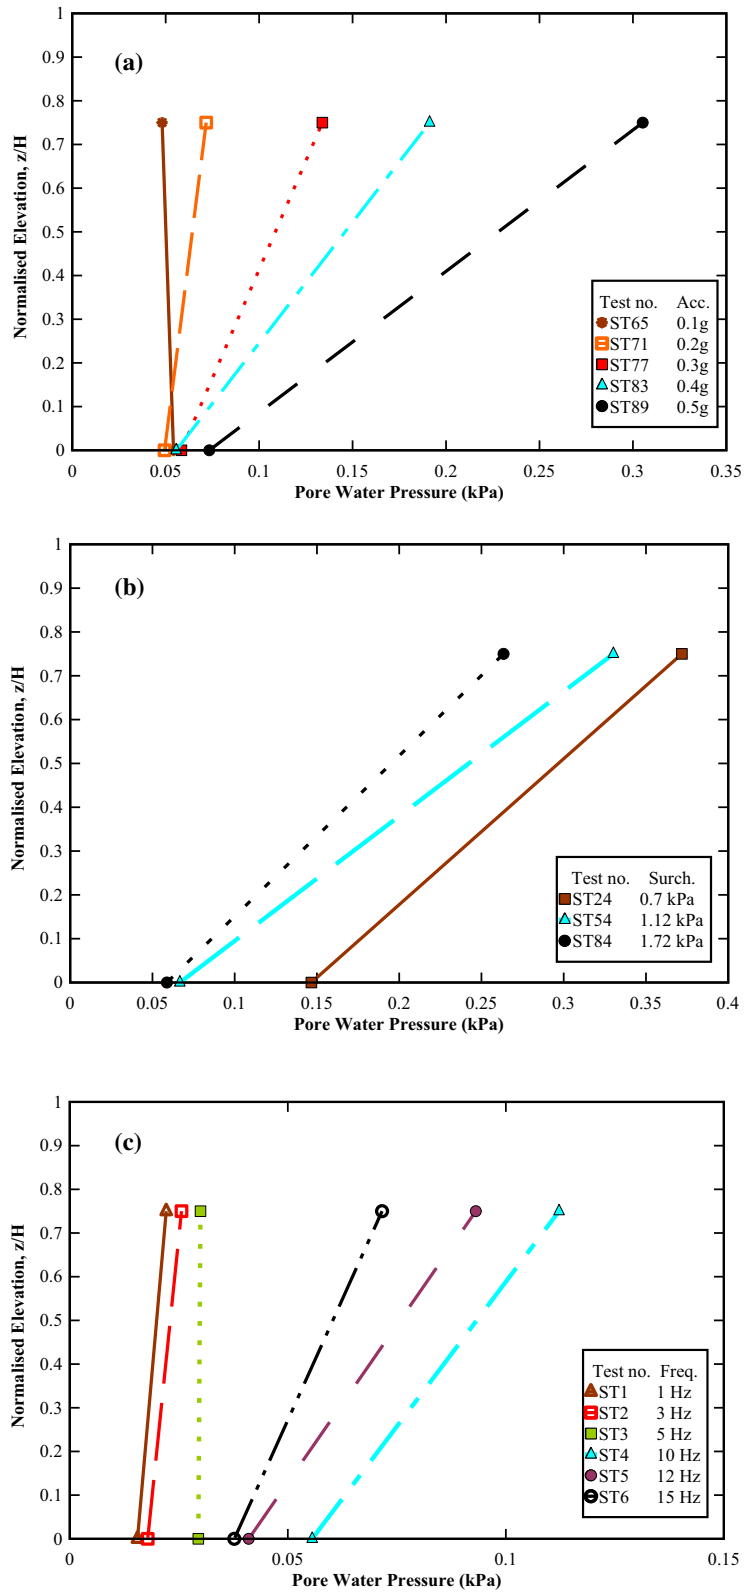 (a)
Normalised Elevation, z/H
1
0.9
0.8
0.7
0.6
0.5
0.4
0.3
0.2
0.1
0
0 0.05 0.1 0.15 0.2 0.25 0.3 0.35
Pore Water Pressure (kPa)
Test no. Acc.
ST65 0.1g
ST71 0.2g
ST77 0.3g
ST83 0.4g
ST89 0.5g
(b)
Normalised Elevation, z/H
1
0.9
0.8
0.7
0.6
0.5
0.4
0.3
0.2
0.1
0
0 0.05 0.1 0.15 0.2 0.25 0.3 0.35 0.4
Pore Water Pressure (kPa)
Test no. Surch.
ST24 0.7 kPa
ST54 1.12 kPa
ST84 1.72 kPa
(c)
Normalised Elevation, z/H
1
0.9
0.8
0.7
0.6
0.5
0.4
0.3
0.2
0.1
0
0 0.05 0.1 0.15
Pore Water Pressure (kPa)
Test no. Freq.
ST1 1 Hz
ST2 3 Hz
ST3 5 Hz
ST4 10 Hz
ST5 12 Hz
ST6 15 Hz